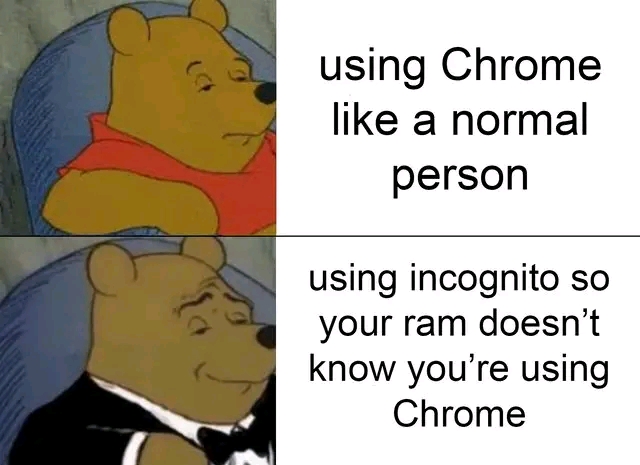 using Chrome
like a normal
person
using incognito so
your ram doesn’t
know you’re using
Chrome